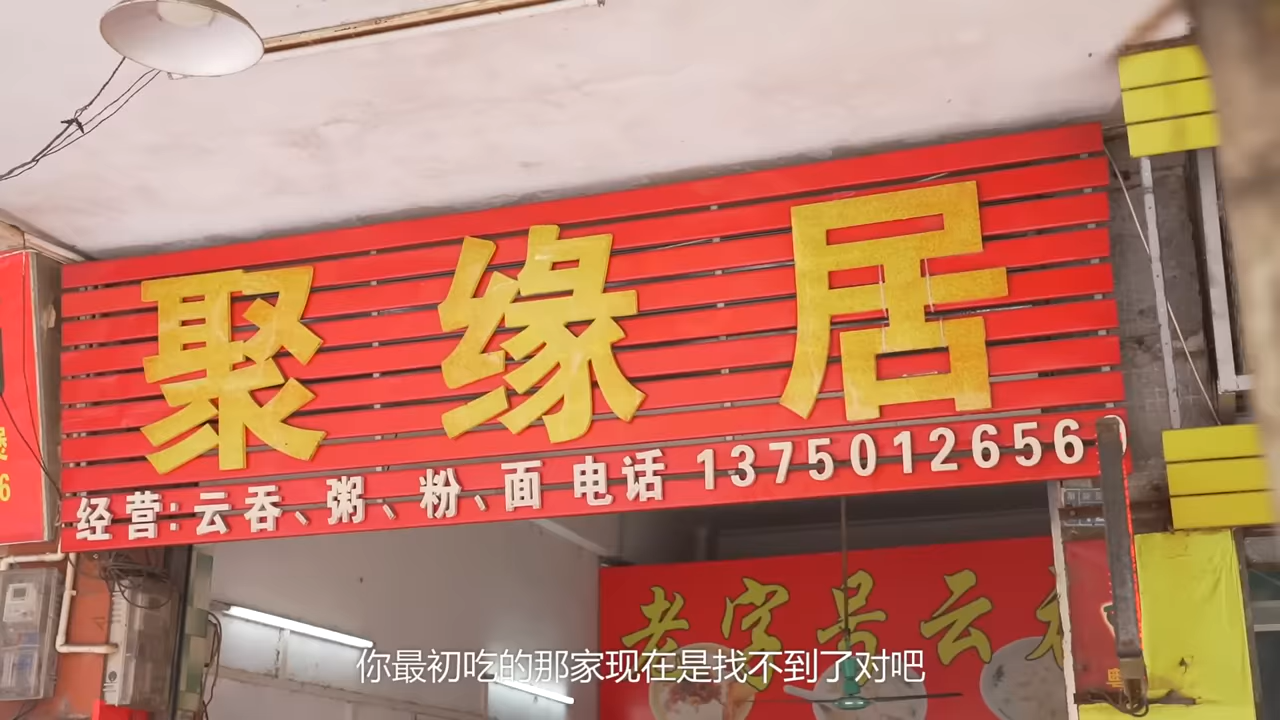 聚缘居
经营:云吞、粥、粉、面 电话 13750126560
老字号云
你最初吃的那家现在是找不到了对吧